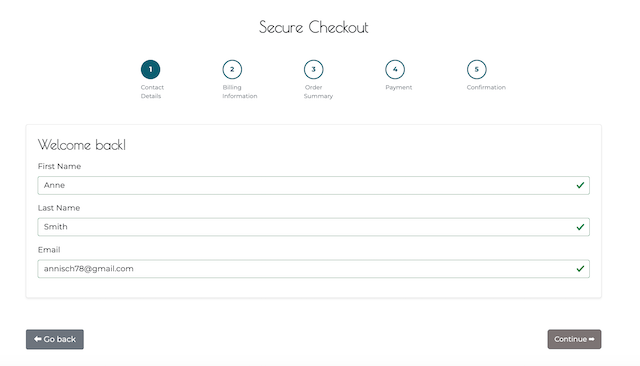 Secure Checkout
1 2 3 4 5
Contact Billing Order Payment Confirmation
Details Information Summary
Welcome back!
First Name
Anne
Last Name
Smith
Email
annisch78@gmail.com
Go back Continue